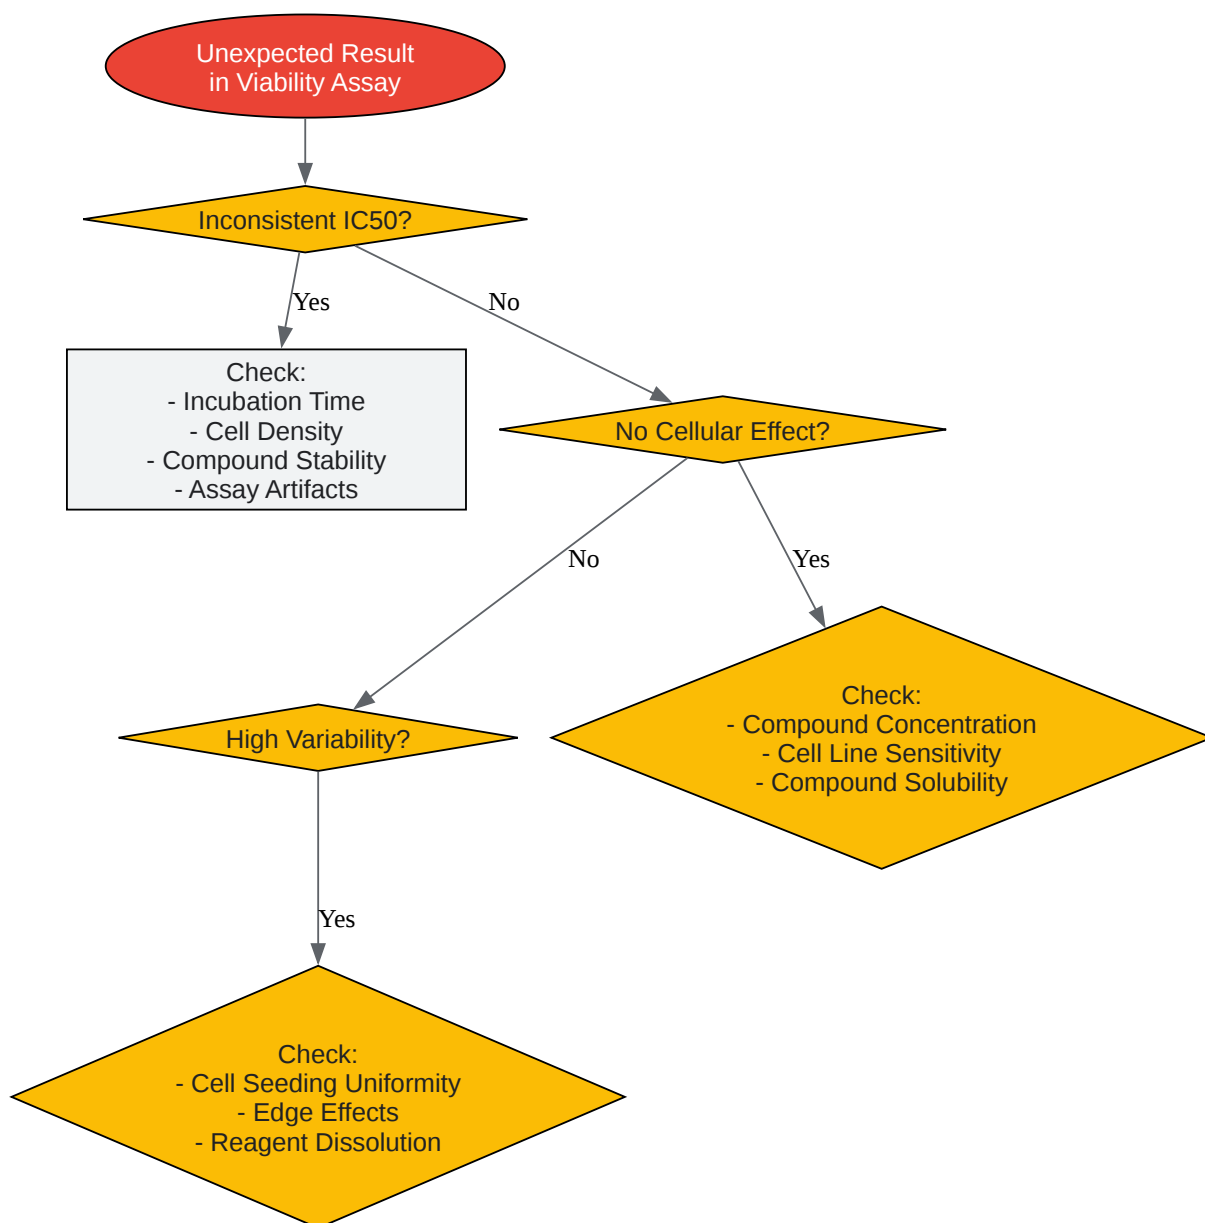 Unexpected Result
in Viability Assay
Inconsistent IC50?
Yes
No
Check:
- Incubation Time
- Cell Density
- Compound Stability
- Assay Artifacts
No Cellular Effect?
No
Yes
Check:
- Compound Concentration
- Cell Line Sensitivity
- Compound Solubility
High Variability?
Yes
Check:
- Cell Seeding Uniformity
- Edge Effects
- Reagent Dissolution